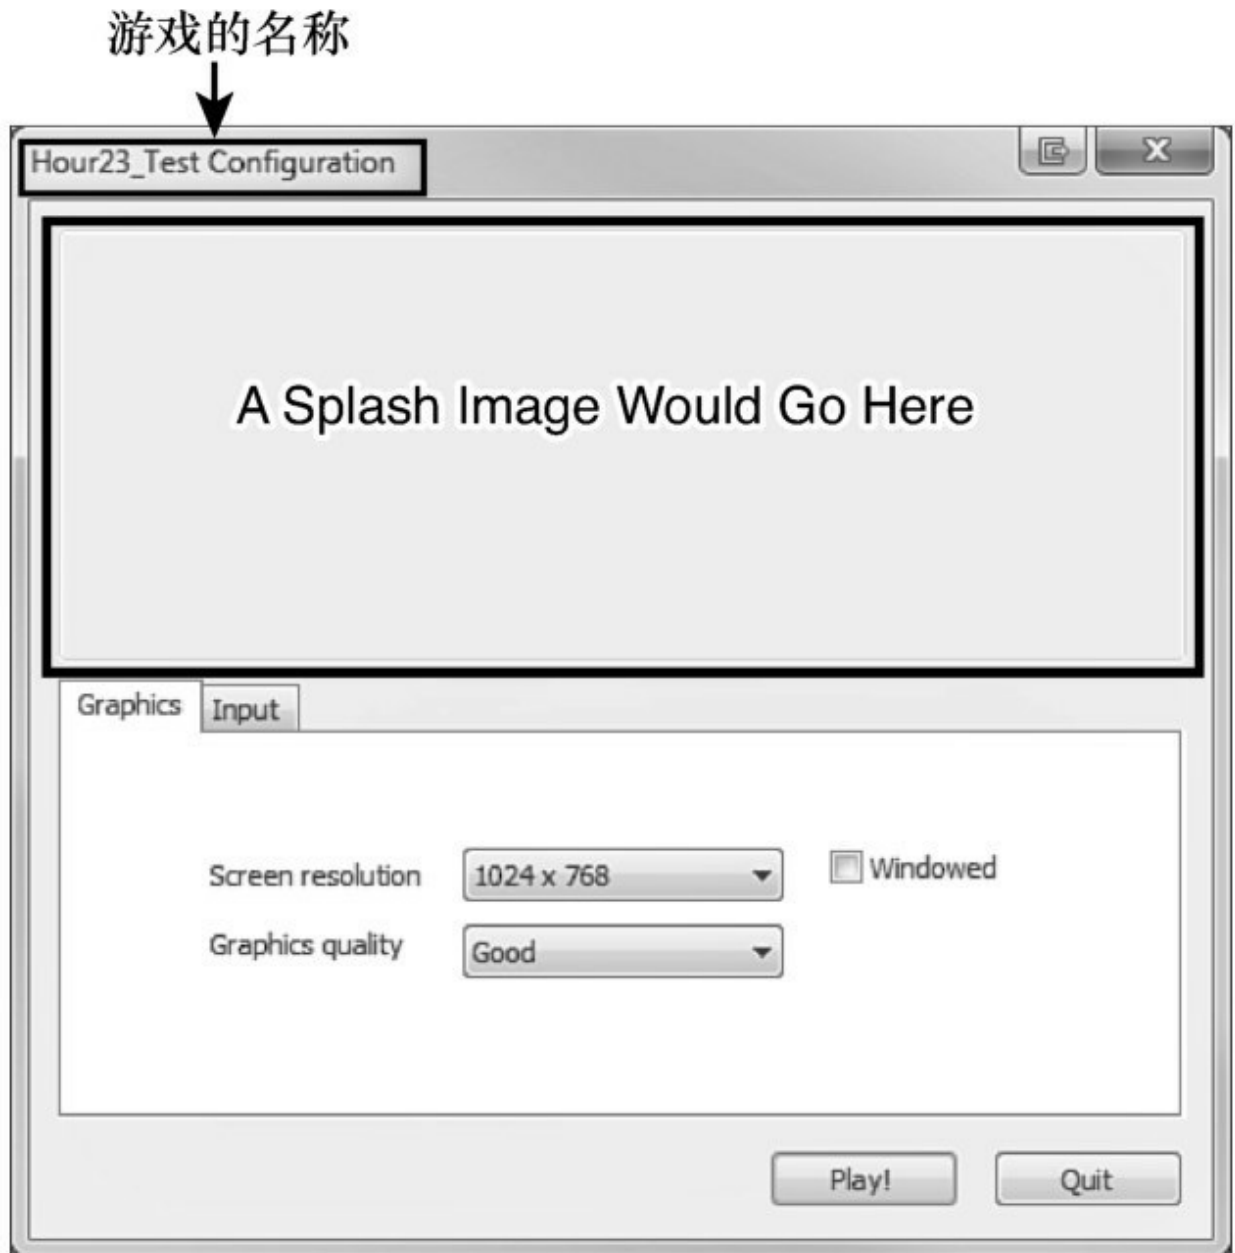 游戏的名称
Hour23_Test Configuration
A Splash Image Would Go Here
Graphics
Input
Screen resolution
1024 x 768
Windowed
Graphics quality
Good
Play!
Quit